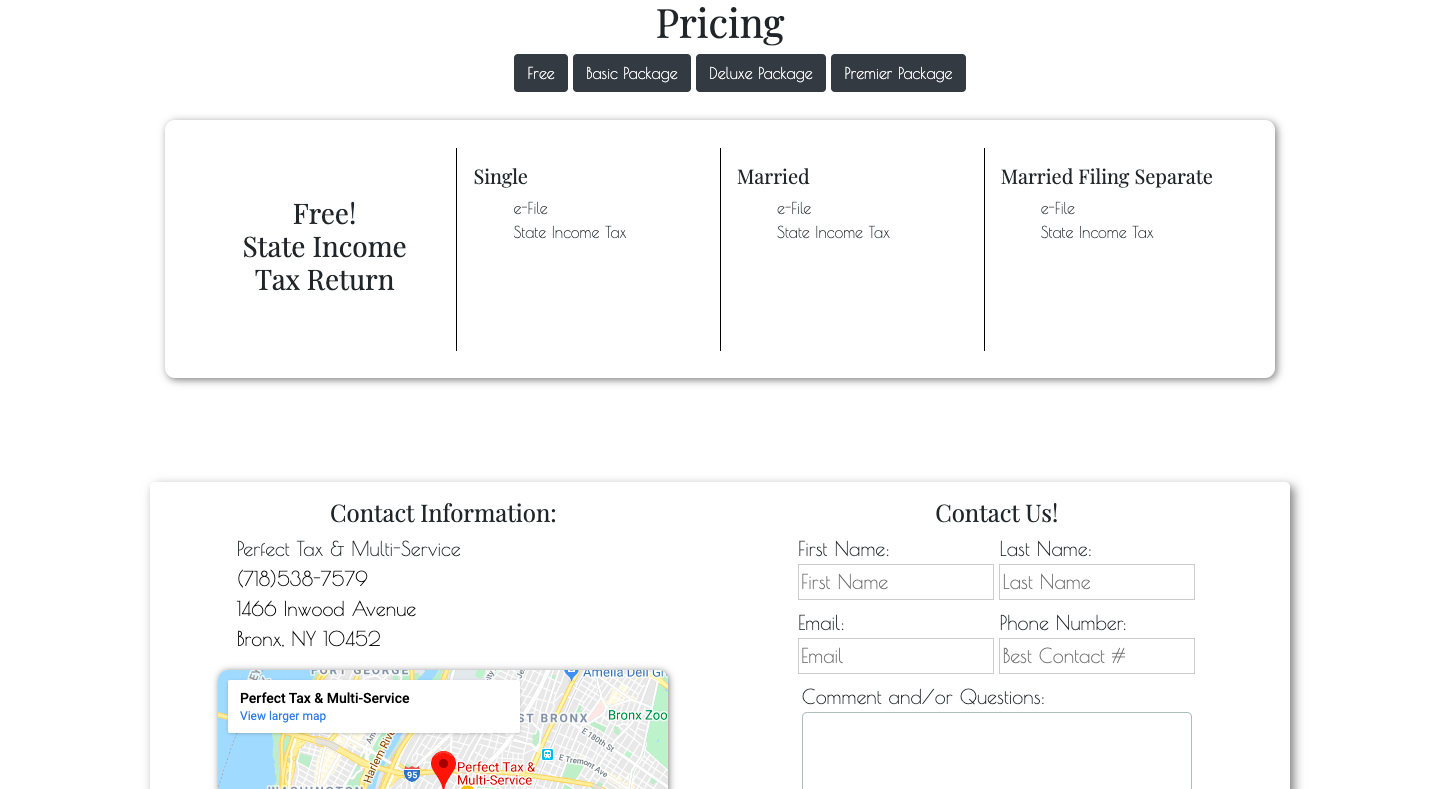 Pricing
Free
Basic Package
Deluxe Package
Premier Package
Free!
State Income
Tax Return
Single
e-File
State Income Tax
Married
e-File
State Income Tax
Married Filing Separate
e-File
State Income Tax
Contact Information:
Perfect Tax & Multi-Service
(718)538-7579
1466 Inwood Avenue
Bronx, NY 10452
FORT GEORGE
Amelia Dell Gr
Perfect Tax & Multi-Service
View larger map
ST BRONX
Bronx Zoo
E 180th St
E Tremont Ave
Harlem Rive
95
Perfect Tax &
Multi-Service
WASHINGTON
Contact Us!
First Name:
Last Name:
First Name
Last Name
Email:
Phone Number:
Email
Best Contact #
Comment and/or Questions: